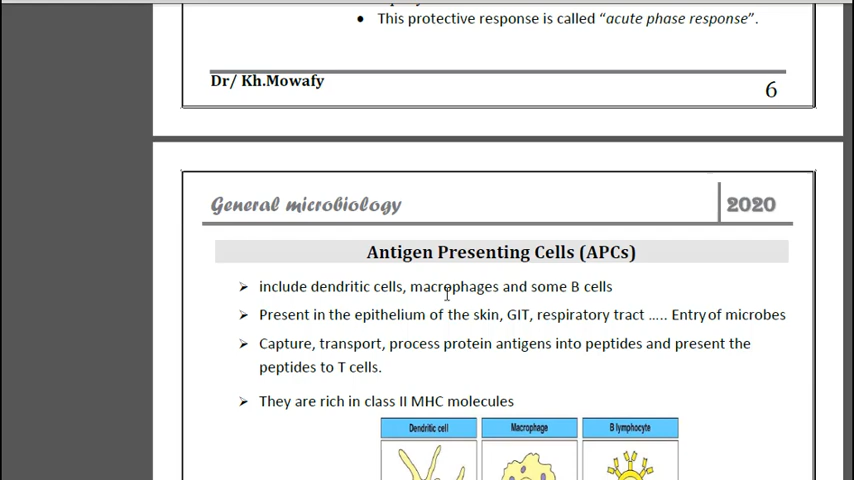 This protective response is called “acute phase response”.
Dr/ Kh.Mowafy
6
General microbiology
2020
Antigen Presenting Cells (APCs)
include dendritic cells, macrophages and some B cells
Present in the epithelium of the skin, GIT, respiratory tract ..... Entry of microbes
Capture, transport, process protein antigens into peptides and present the
peptides to T cells.
They are rich in class II MHC molecules
Dendritic cell
Macrophage
B lymphocyte